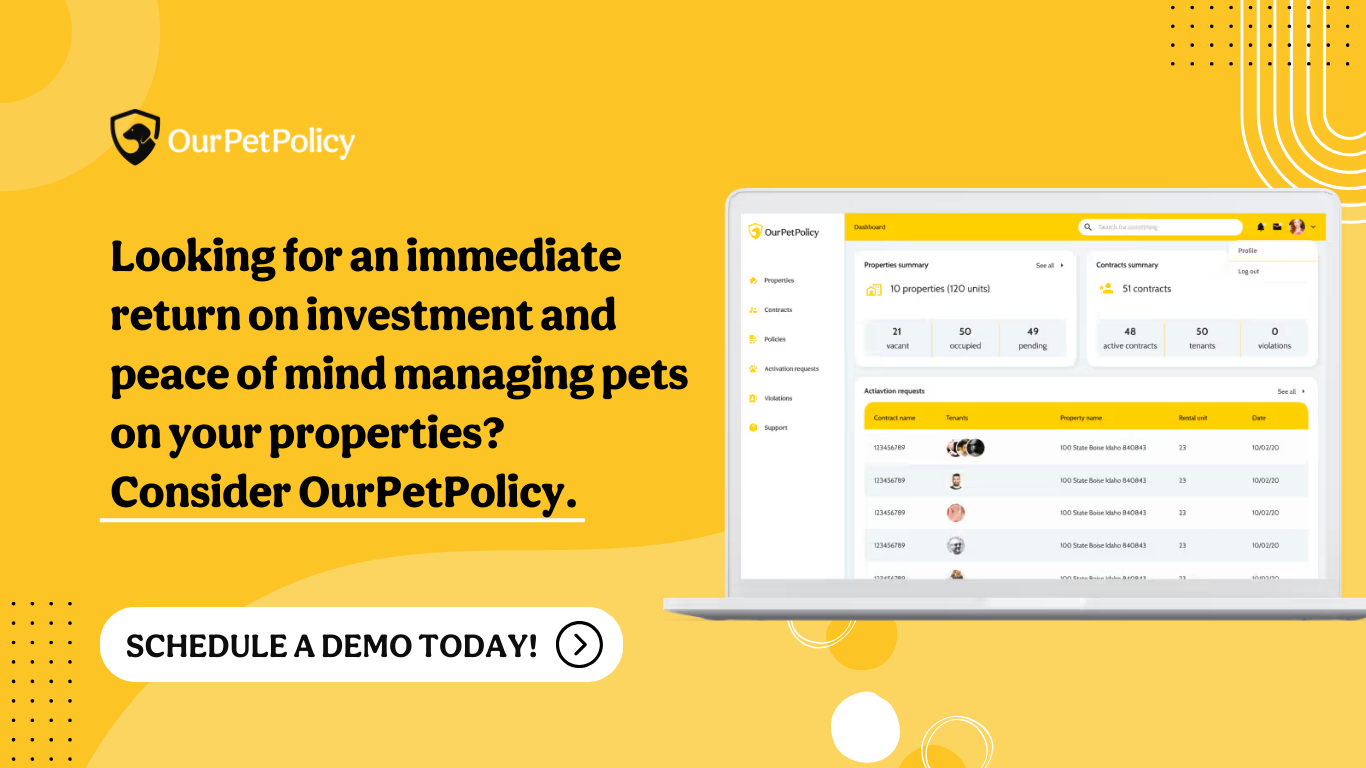 OurPetPolicy
Looking for an immediate
return on investment and
peace of mind managing pets
on your properties?
Consider OurPetPolicy.
SCHEDULE A DEMO TODAY!
OurPetPolicy
Dashboard
Search for something
Profile
Log out
Properties
Contracts
Policies
Activation requests
Violations
Support
Properties summary
See all
10 properties (120 units)
21
50
49
vacant
occupied
pending
Contracts summary
51 contracts
48
50
0
active contracts
tenants
violations
Actiavtion requests
See all
Contract name Tenants Property name Rental unit Date
123456789 100 State Boise Idaho 840843 23 10/02/20
123456789 100 State Boise Idaho 840843 23 10/02/20
123456789 100 State Boise Idaho 840843 23 10/02/20
123456789 100 State Boise Idaho 840843 23 10/02/20
123456789 100 State Boise Idaho 840843 23 10/02/20